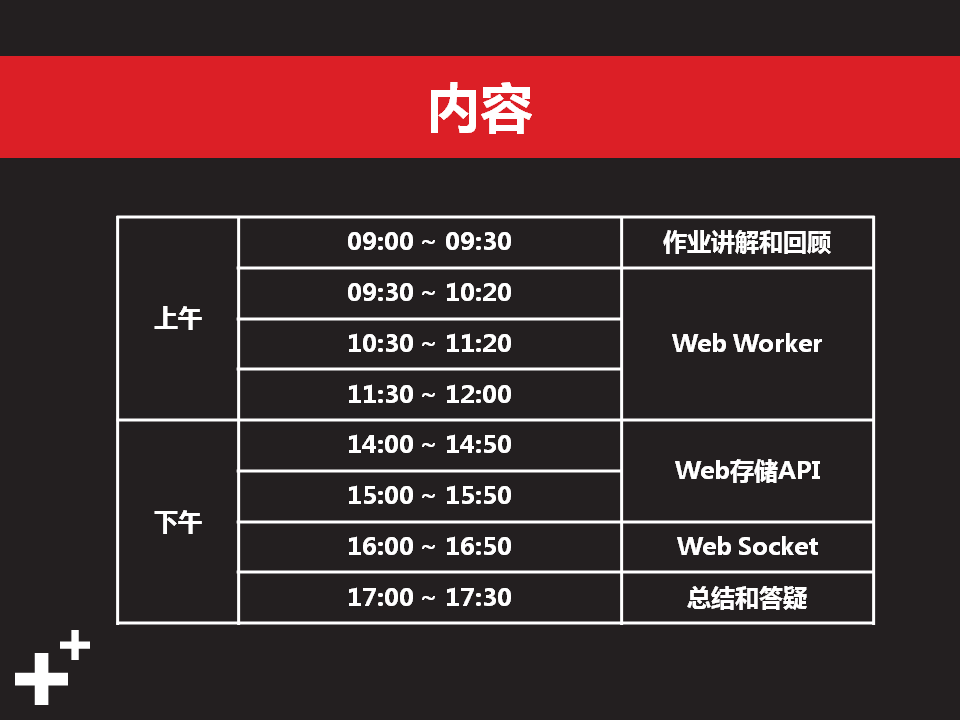 内容
上午
09:00 ~ 09:30
作业讲解和回顾
09:30 ~ 10:20
Web Worker
10:30 ~ 11:20
11:30 ~ 12:00
下午
14:00 ~ 14:50
Web存储API
15:00 ~ 15:50
16:00 ~ 16:50
Web Socket
17:00 ~ 17:30
总结和答疑